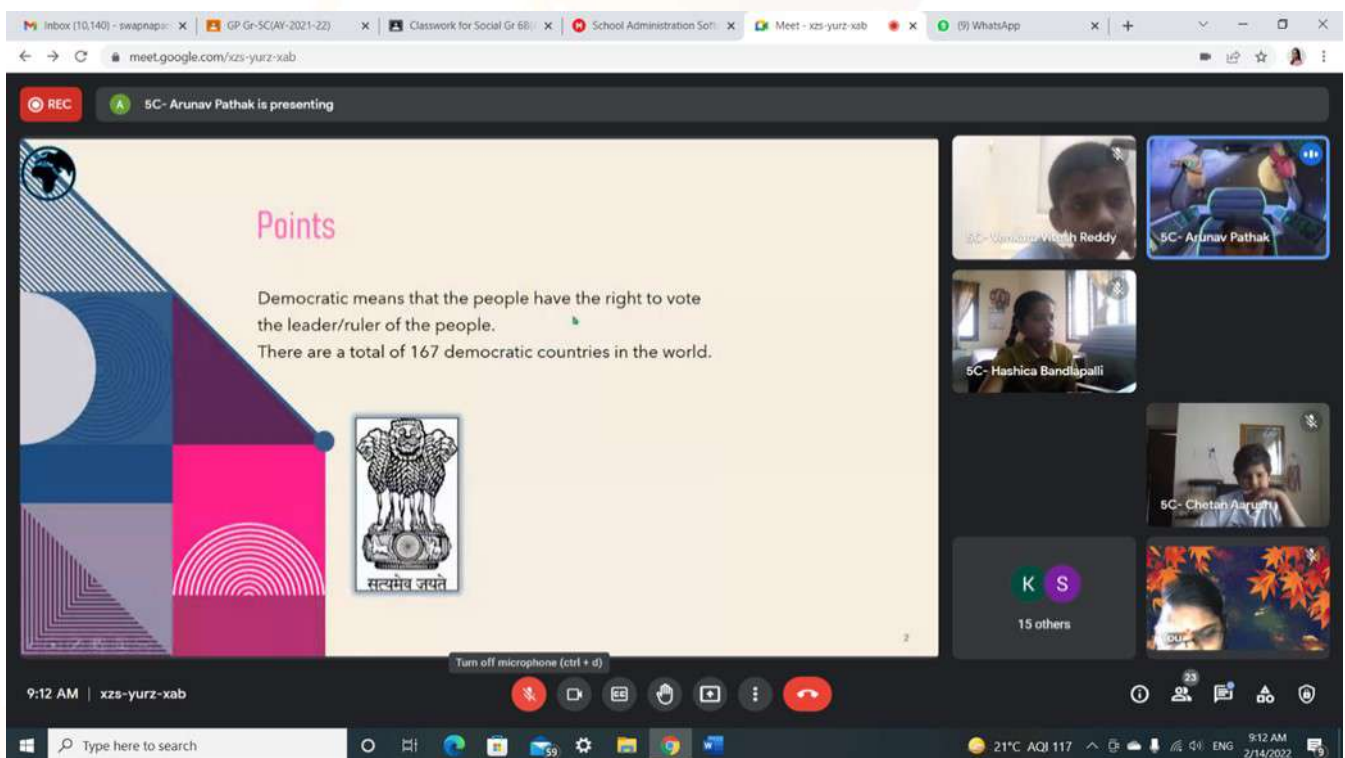 Inbox (10,140) - swapnapa
GP Gr-5C(AY-2021-22)
Classwork for Social Gr 6B
School Administration Soft
Meet - xzs-yurz-xab
(9) WhatsApp
meet.google.com/xzs-yurz-xab
REC
A
5C- Arunav Pathak is presenting
Points
Democratic means that the people have the right to vote
the leader/ruler of the people.
There are a total of 167 democratic countries in the world.
सत्यमेव जयते
2
Reddy
5C- Arunav Pathak
5C- Hashica Bandlapalli
5C- Chetan Aarush
K S
15 others
Turn off microphone (ctrl + d)
9:12 AM | xzs-yurz-xab
23
Type here to search
59
21°C AQI 117
ENG
9:12 AM
2/14/2022
9